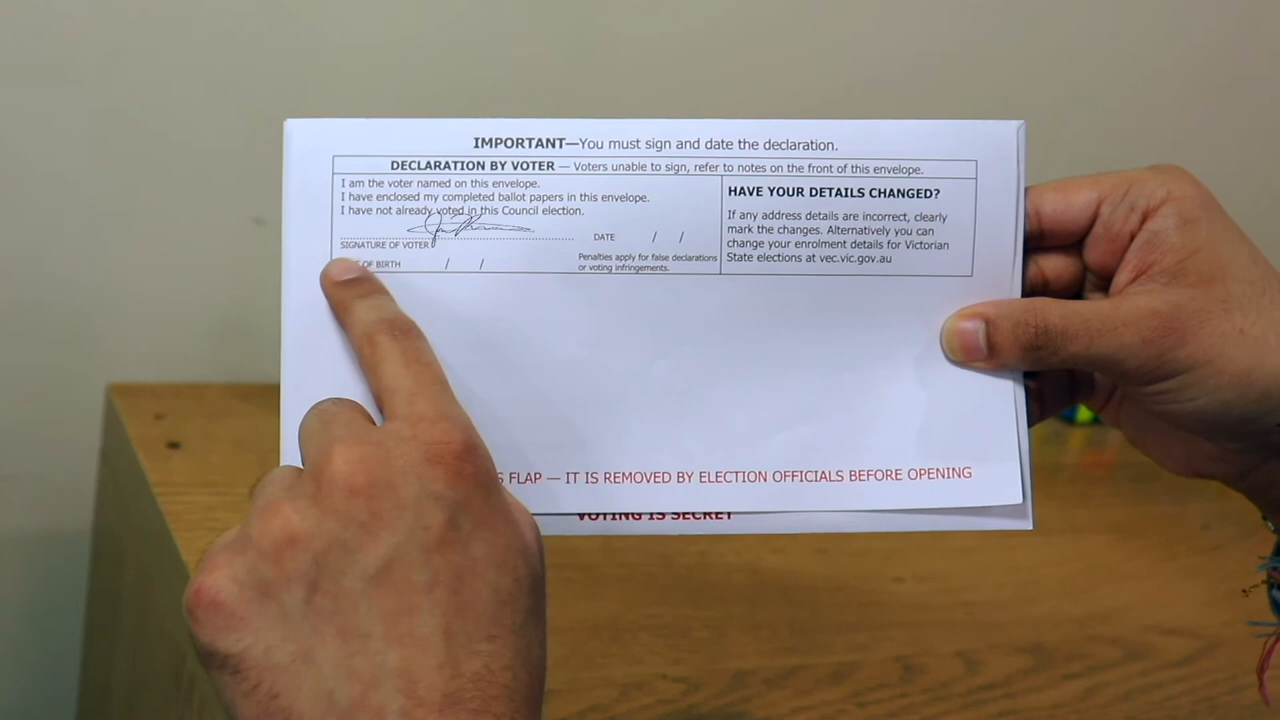 IMPORTANT—You must sign and date the declaration.
DECLARATION BY VOTER — Voters unable to sign, refer to notes on the front of this envelope.
I am the voter named on this envelope.
I have enclosed my completed ballot papers in this envelope.
I have not already voted in this Council election.
SIGNATURE OF VOTER
DATE / /
OF BIRTH / /
Penalties apply for false declarations
or voting infringements.
HAVE YOUR DETAILS CHANGED?
If any address details are incorrect, clearly
mark the changes. Alternatively you can
change your enrolment details for Victorian
State elections at vec.vic.gov.au
FLAP — IT IS REMOVED BY ELECTION OFFICIALS BEFORE OPENING
VOTING IS SECRET